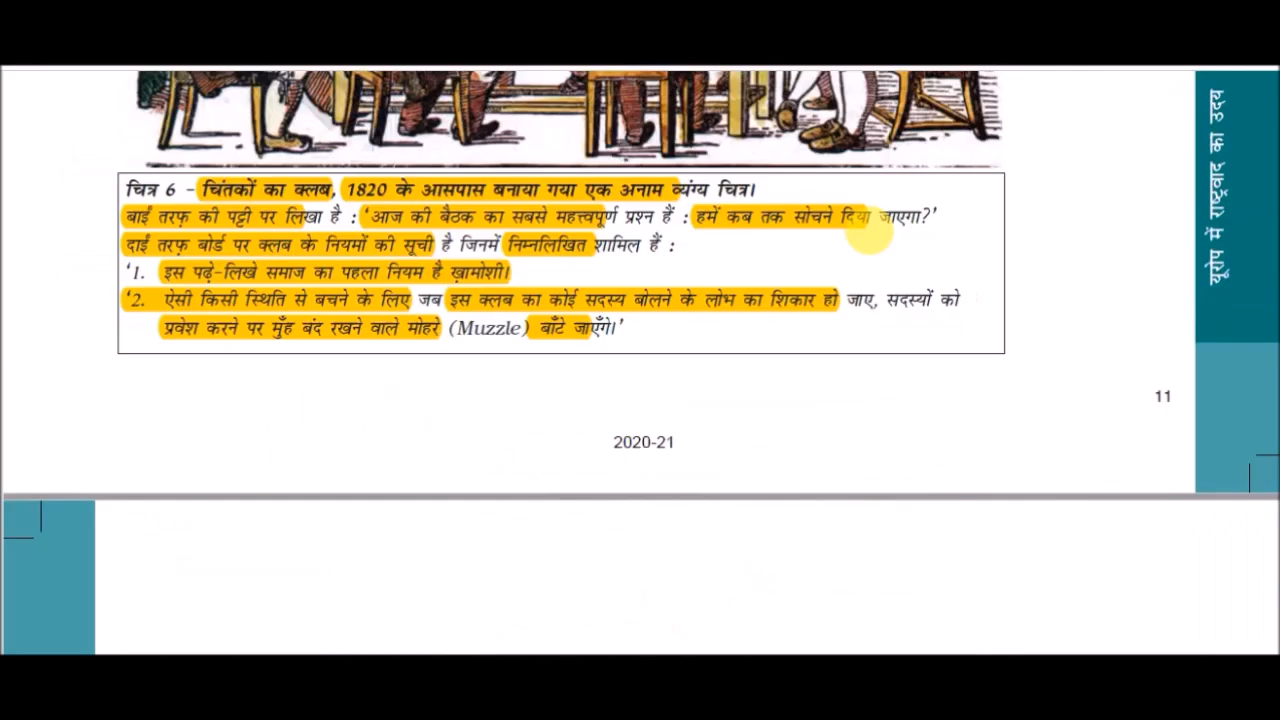 चित्र 6 – चिंतकों का क्लब, 1820 के आसपास बनाया गया एक अनाम व्यंग्य चित्र।
बाईं तरफ़ की पट्टी पर लिखा है : ‘आज की बैठक का सबसे महत्त्वपूर्ण प्रश्न हैं : हमें कब तक सोचने दिया जाएगा?’
दाईं तरफ़ बोर्ड पर क्लब के नियमों की सूची है जिनमें निम्नलिखित शामिल हैं :
‘1. इस पढ़े-लिखे समाज का पहला नियम है ख़ामोशी।
‘2. ऐसी किसी स्थिति से बचने के लिए जब इस क्लब का कोई सदस्य बोलने के लोभ का शिकार हो जाए, सदस्यों को
प्रवेश करने पर मुँह बंद रखने वाले मोहरे (Muzzle) बाँटे जाएँगे।’
यूरोप में राष्ट्रवाद का उदय
11
2020-21